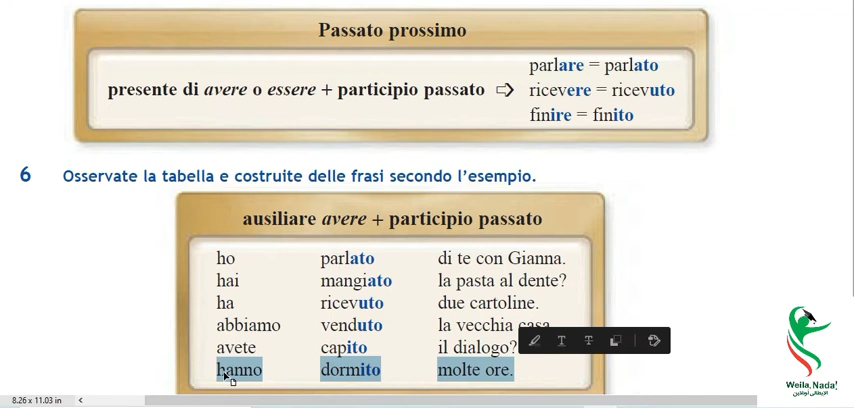 Passato prossimo
presente di avere o essere + participio passato ⇨
parlare = parlato
ricevere = ricevuto
finire = finito
6 Osservate la tabella e costruite delle frasi secondo l'esempio.
ausiliare avere + participio passato
ho parlato di te con Gianna.
hai mangiato la pasta al dente?
ha ricevuto due cartoline.
abbiamo venduto la vecchia casa
avete capito il dialogo?
hanno dormito molte ore.
8.26 x 11.03 in
Weila, Nada!
الإيطالي أونلاين